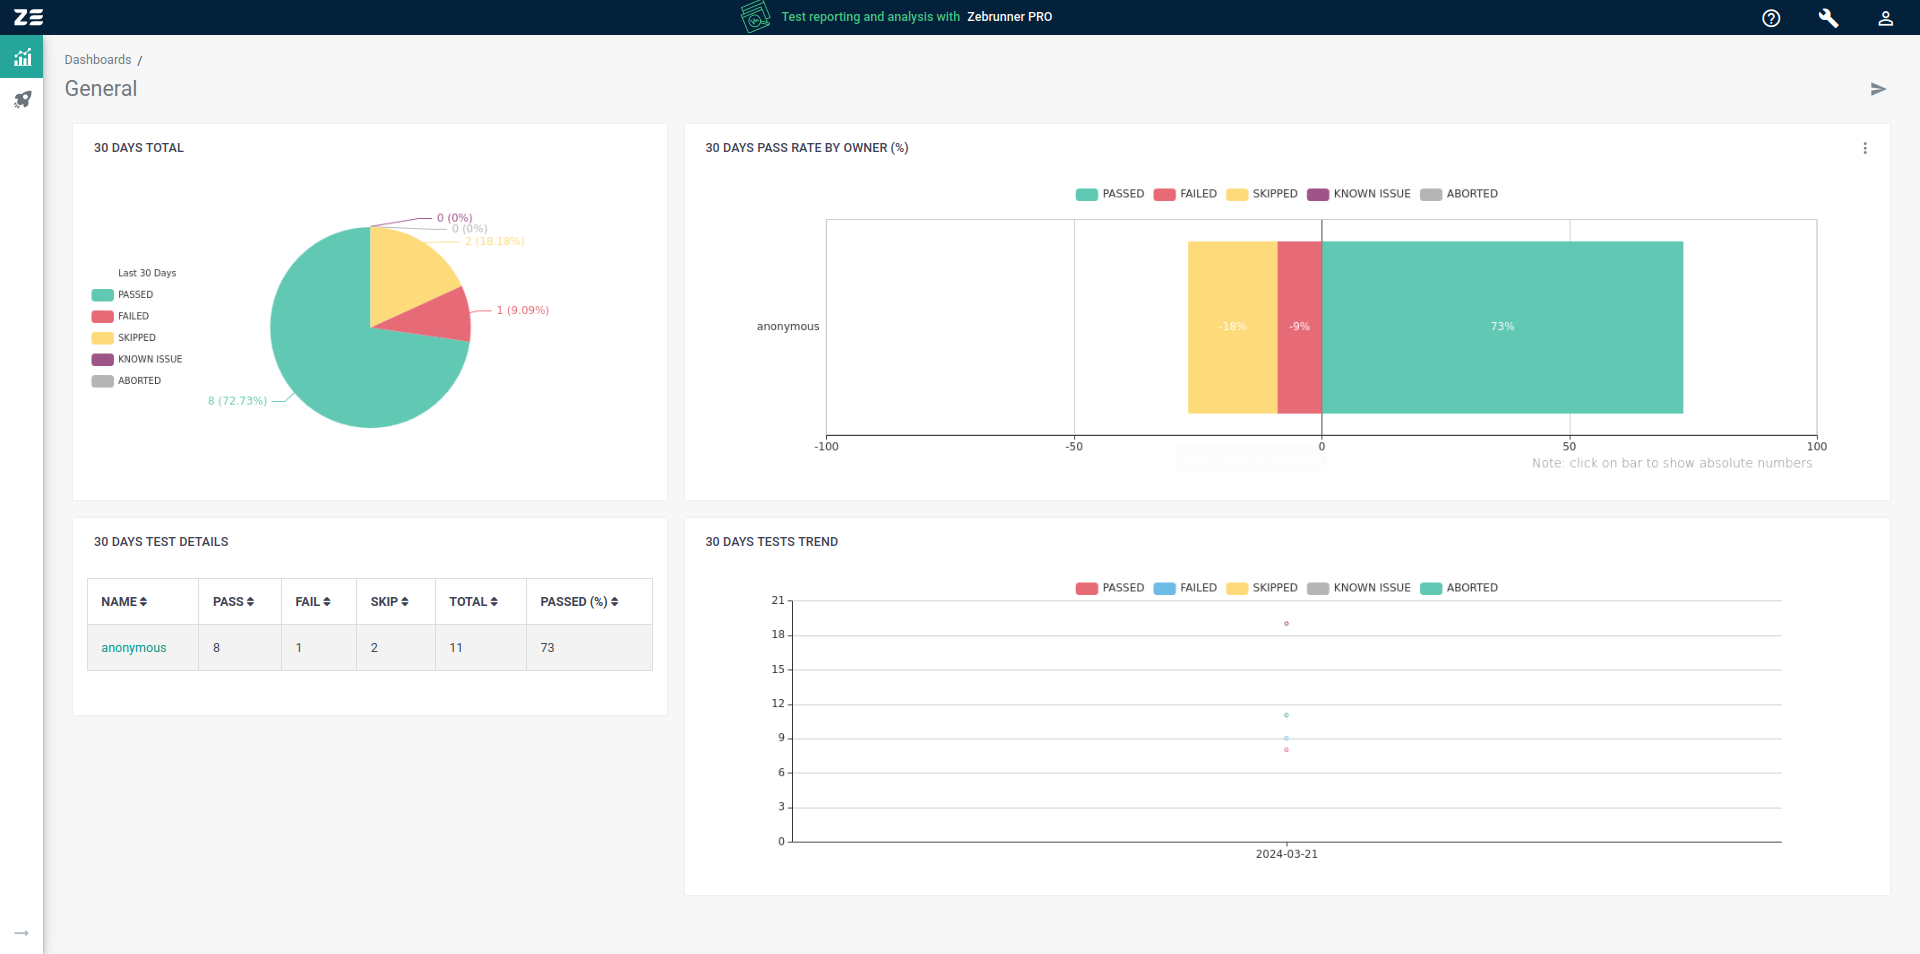 ZE
Test reporting and analysis with Zebrunner PRO
Dashboards /
General
30 DAYS TOTAL
0 (0%)
0 (0%)
2 (18.18%)
1 (9.09%)
8 (72.73%)
Last 30 Days
PASSED
FAILED
SKIPPED
KNOWN ISSUE
ABORTED
30 DAYS PASS RATE BY OWNER (%)
PASSED FAILED SKIPPED KNOWN ISSUE ABORTED
anonymous -18% -9% 73%
-100 -50 0 50 100
Note: click on bar to show absolute numbers
30 DAYS TEST DETAILS
NAME PASS FAIL SKIP TOTAL PASSED (%)
anonymous 8 1 2 11 73
30 DAYS TESTS TREND
PASSED FAILED SKIPPED KNOWN ISSUE ABORTED
21
18
15
12
9
6
3
0
2024-03-21